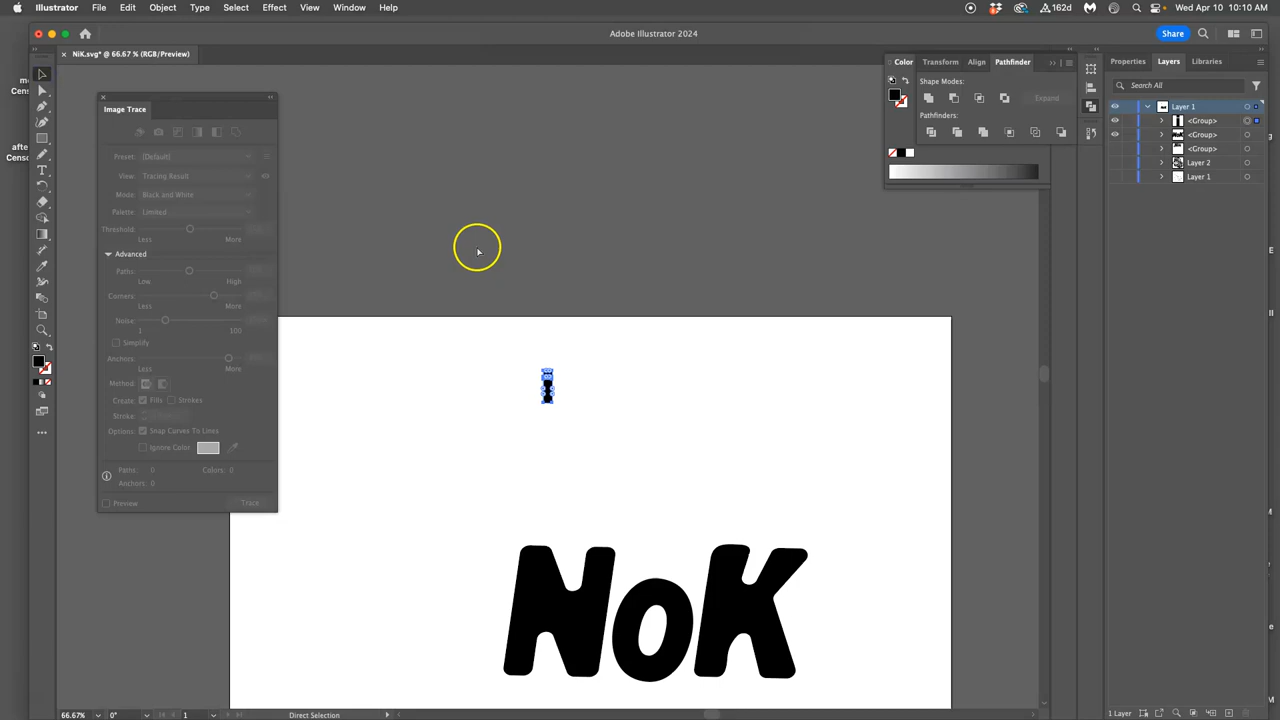 Illustrator File Edit Object Type Select Effect View Window Help 162d Wed Apr 10 10:10 AM
Adobe Illustrator 2024
Share
NiK.svg* @ 66.67 % (RGB/Preview)
Image Trace
Preset: [Default]
View: Tracing Result
Mode: Black and White
Palette: Limited
Threshold:
Less More
Advanced
Paths:
Low High
Corners:
Less More
Noise:
1 100
Simplify
Anchors:
Less More
Method:
Create: Fills Strokes
Stroke:
Options: Snap Curves To Lines
Ignore Color
Paths: 0 Colors: 0
Anchors: 0
Preview Trace
Color Transform Align Pathfinder
Shape Modes:
Expand
Pathfinders:
Properties Layers Libraries
Search All
Layer 1
<Group>
<Group>
<Group>
Layer 2
Layer 1
NoK
66.67% 0° 1 Direct Selection
1 Layer